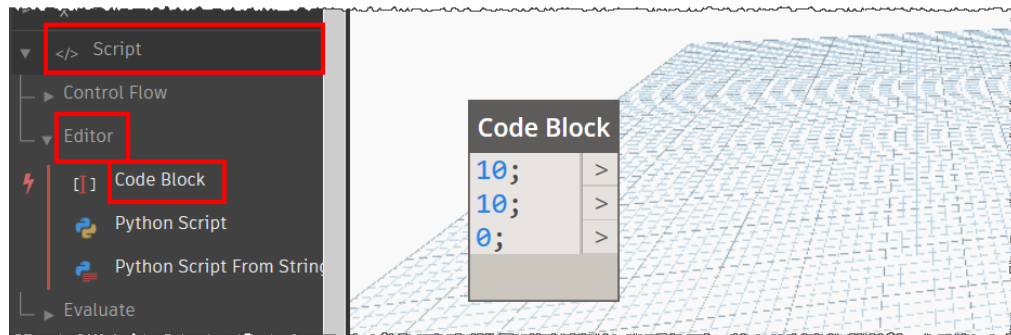 Script
Control Flow
Editor
Code Block
Python Script
Python Script From String
Evaluate
Code Block
10; >
10; >
0; >